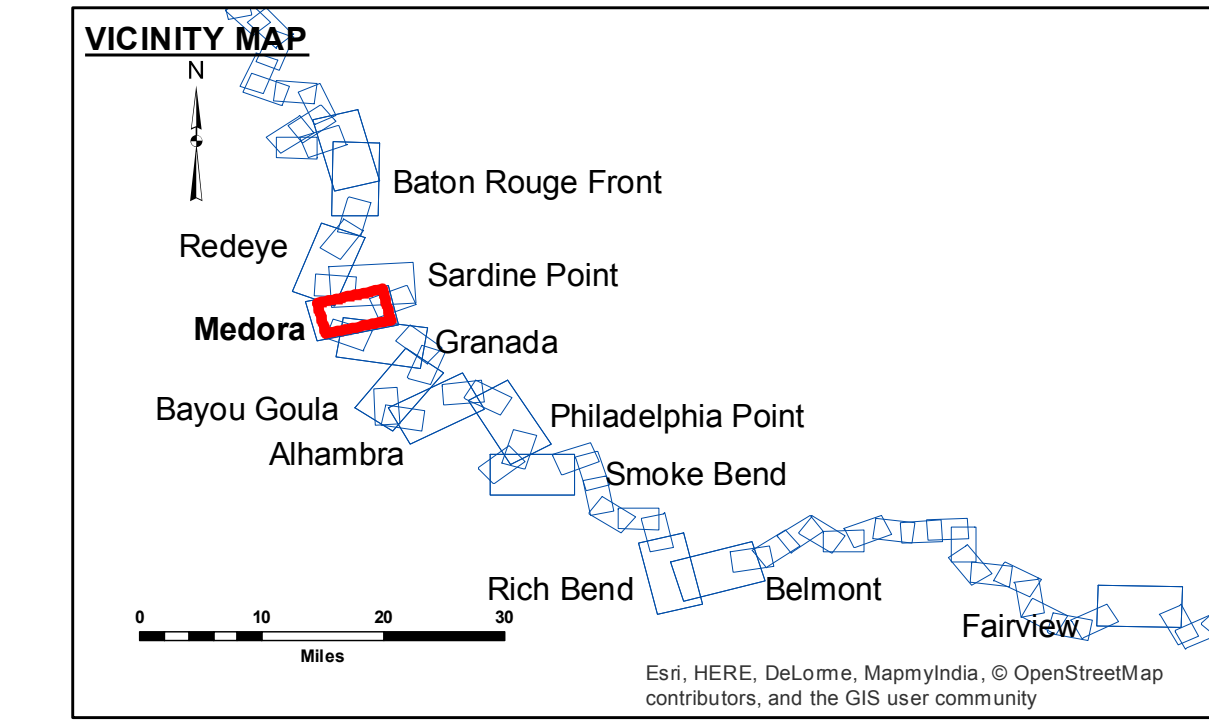 VICINITY MAP
N
Baton Rouge Front
Redeye
Sardine Point
Medora
Granada
Bayou Goula
Philadelphia Point
Alhambra
Smoke Bend
Rich Bend
Belmont
Fairview
0 10 20 30
Miles
Esri, HERE, DeLorme, MapmyIndia, © OpenStreetMap
contributors, and the GIS user community